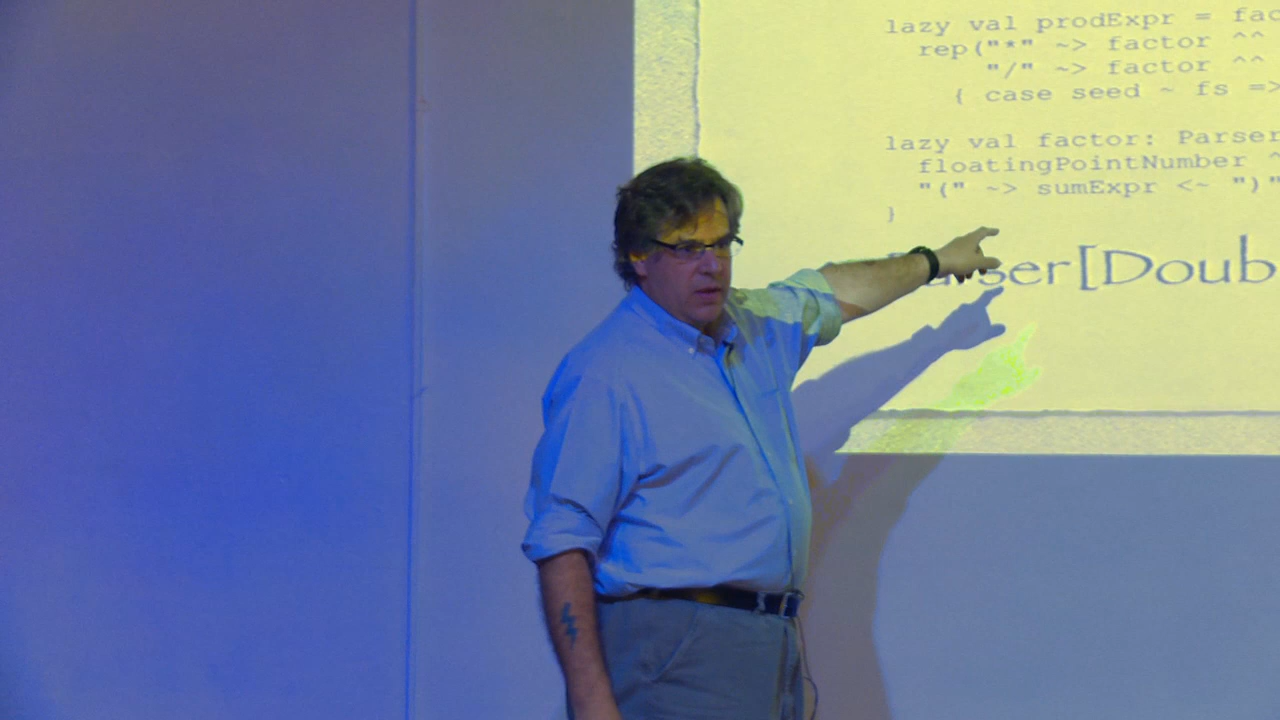 lazy val prodExpr = fac
rep("*" ~> factor ^^
"/" ~> factor ^^
{ case seed ~ fs =>
lazy val factor: Parser
floatingPointNumber ^
"(" ~> sumExpr <~ ")"
}
Parser[Doub